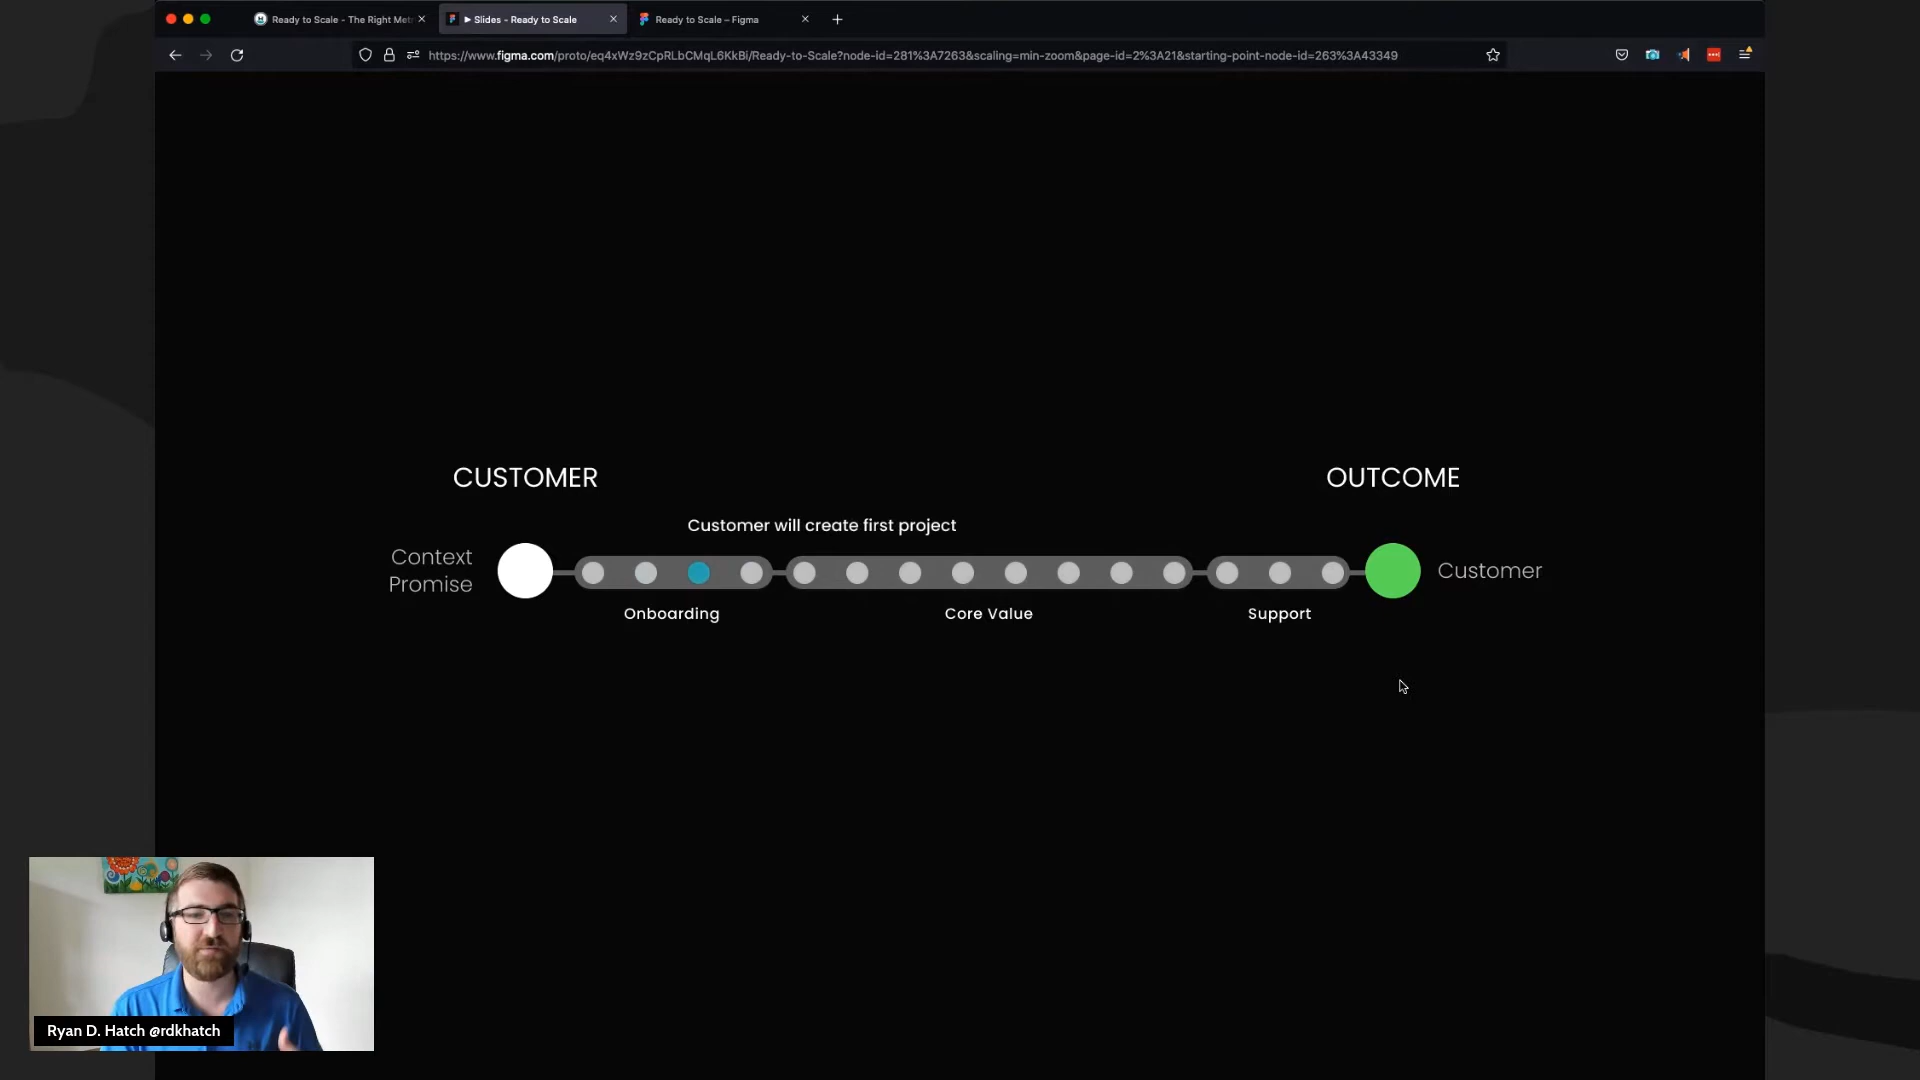 Ready to Scale - The Right Met
Slides - Ready to Scale
Ready to Scale – Figma
https://www.figma.com/proto/eq4xWz9zCpRLbCMqL6KkBi/Ready-to-Scale?node-id=281%3A7263&scaling=min-zoom&page-id=2%3A21&starting-point-node-id=263%3A43349
CUSTOMER
OUTCOME
Customer will create first project
Context
Promise
Customer
Onboarding
Core Value
Support
Ryan D. Hatch @rdkhatch